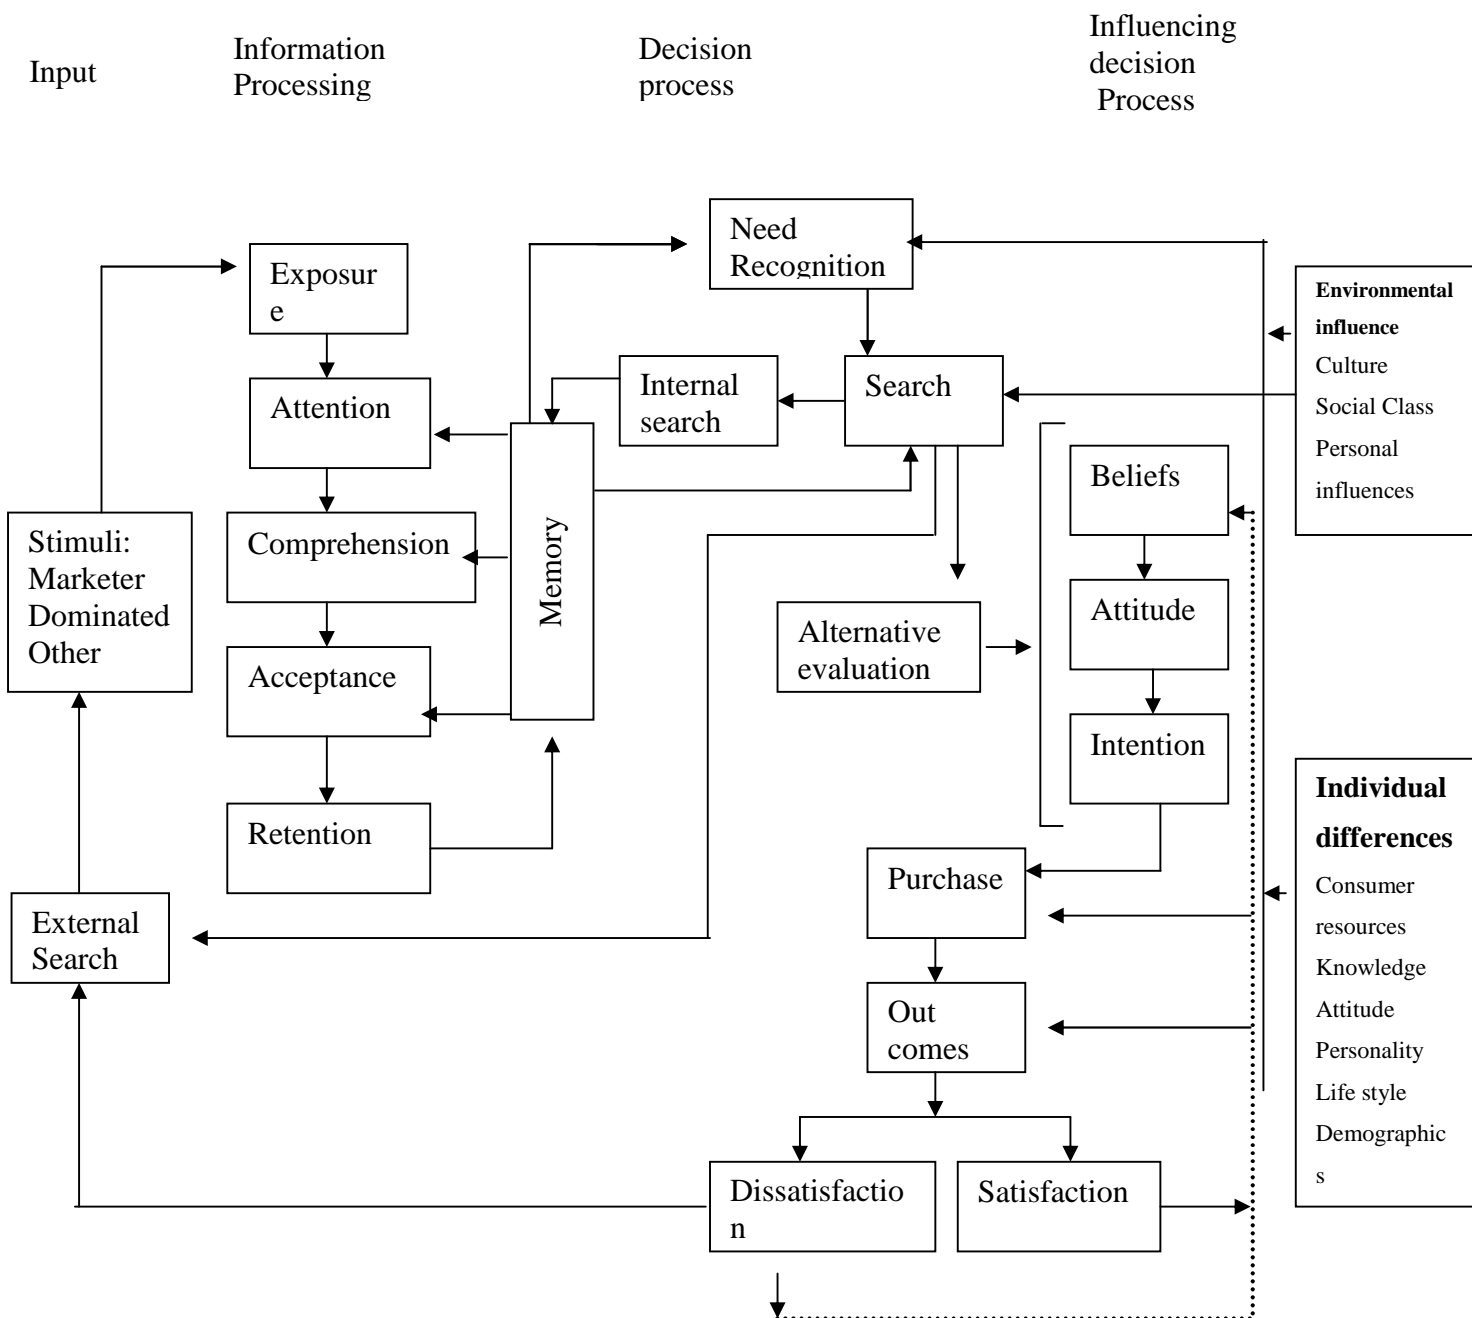 Input
Information
Processing
Decision
process
Influencing
decision
Process
Need
Recognition
Exposur
e
Environmental
influence
Culture
Social Class
Personal
influences
Attention
Internal
search
Search
Beliefs
Memory
Stimuli:
Marketer
Dominated
Other
Comprehension
Alternative
evaluation
Attitude
Acceptance
Intention
Individual
differences
Consumer
resources
Knowledge
Attitude
Personality
Life style
Demographic
s
Retention
Purchase
External
Search
Out
comes
Dissatisfactio
n
Satisfaction